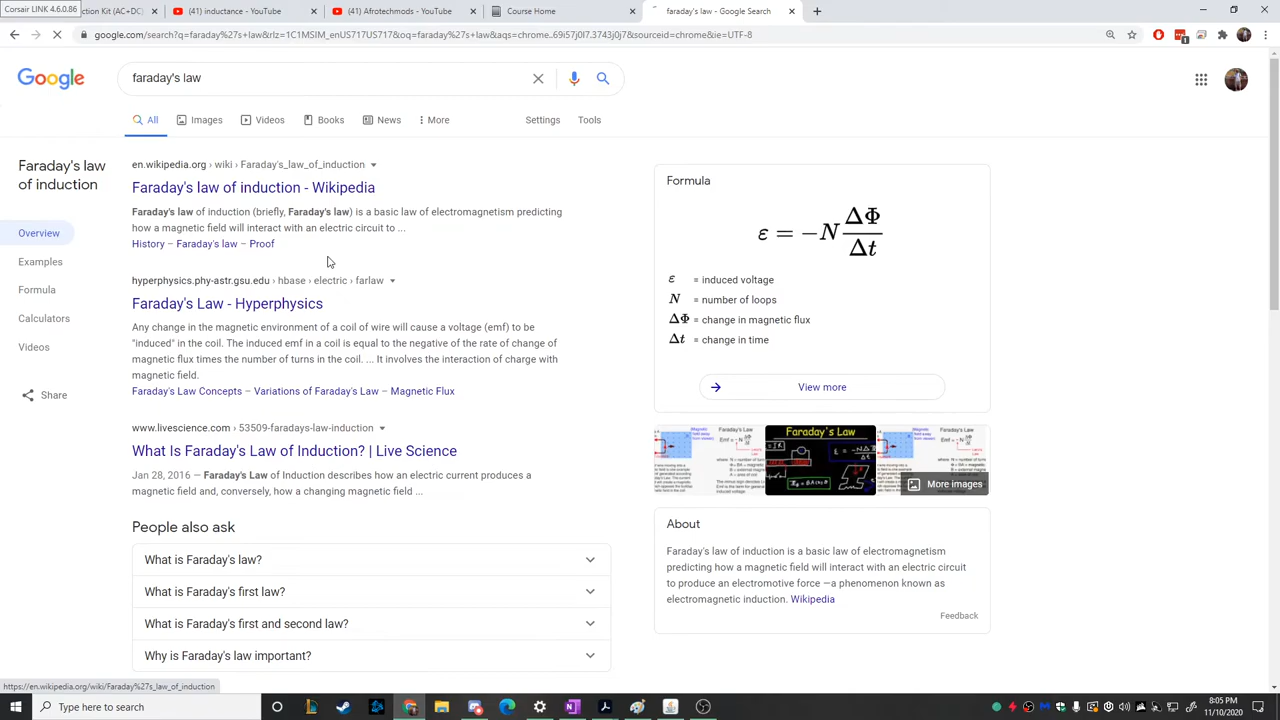 Corsair LINK 4.6.0.86
ction Kit (AC+DC)
(41) inductance - YouTube
(41) Afrotechmods - YouTube
Course Home
faraday's law - Google Search
google.com/search?q=faraday%27s+law&rlz=1C1MSIM_enUS717US717&oq=faraday%27s+law&aqs=chrome..69i57j0l7.3743j0j7&sourceid=chrome&ie=UTF-8
Google
faraday's law
All
Images
Videos
Books
News
More
Settings
Tools
Faraday's law
of induction
Overview
Examples
Formula
Calculators
Videos
Share
en.wikipedia.org › wiki › Faraday's_law_of_induction
Faraday's law of induction - Wikipedia
Faraday's law of induction (briefly, Faraday's law) is a basic law of electromagnetism predicting
how a magnetic field will interact with an electric circuit to ...
History – Faraday's law – Proof
hyperphysics.phy-astr.gsu.edu › hbase › electric › farlaw
Faraday's Law - Hyperphysics
Any change in the magnetic environment of a coil of wire will cause a voltage (emf) to be
"induced" in the coil. The induced emf in a coil is equal to the negative of the rate of change of
magnetic flux times the number of turns in the coil. ... It involves the interaction of charge with
magnetic field.
Faraday's Law Concepts – Variations of Faraday's Law – Magnetic Flux
www.livescience.com › 53509-faradays-law-induction
What Is Faraday's Law of Induction? | Live Science
Jan 28, 2016 – Faraday's law of induction describes how an electric current produces a
magnetic field and, conversely, how a changing magnetic field ...
People also ask
What is Faraday's law?
What is Faraday's first law?
What is Faraday's first and second law?
Why is Faraday's law important?
Formula
ε = −N ΔΦ/Δt
ε = induced voltage
N = number of loops
ΔΦ = change in magnetic flux
Δt = change in time
View more
Faraday's Law
More images
About
Faraday's law of induction is a basic law of electromagnetism
predicting how a magnetic field will interact with an electric circuit
to produce an electromotive force —a phenomenon known as
electromagnetic induction. Wikipedia
Feedback
https://en.wikipedia.org/wiki/Faraday%27s_law_of_induction
Type here to search
8:05 PM
11/10/2020